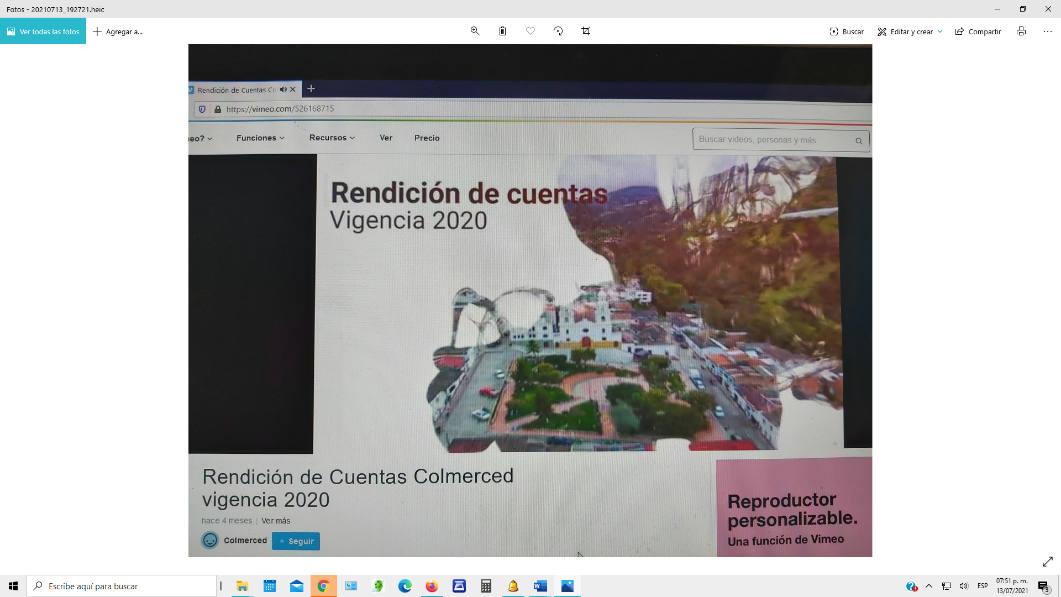 Fotos - 20210713_192721.heic
Ver todas las fotos
Agregar a...
Buscar
Editar y crear
Compartir
Rendición de Cuentas Co
https://vimeo.com/526168715
eo?
Funciones
Recursos
Ver
Precio
Buscar videos, personas y más
Rendición de cuentas
Vigencia 2020
Rendición de Cuentas Colmerced
vigencia 2020
hace 4 meses | Ver más
Colmerced
+ Seguir
Reproductor
personalizable.
Una función de Vimeo
Escribe aquí para buscar
ESP
07:51 p. m.
13/07/2021
3